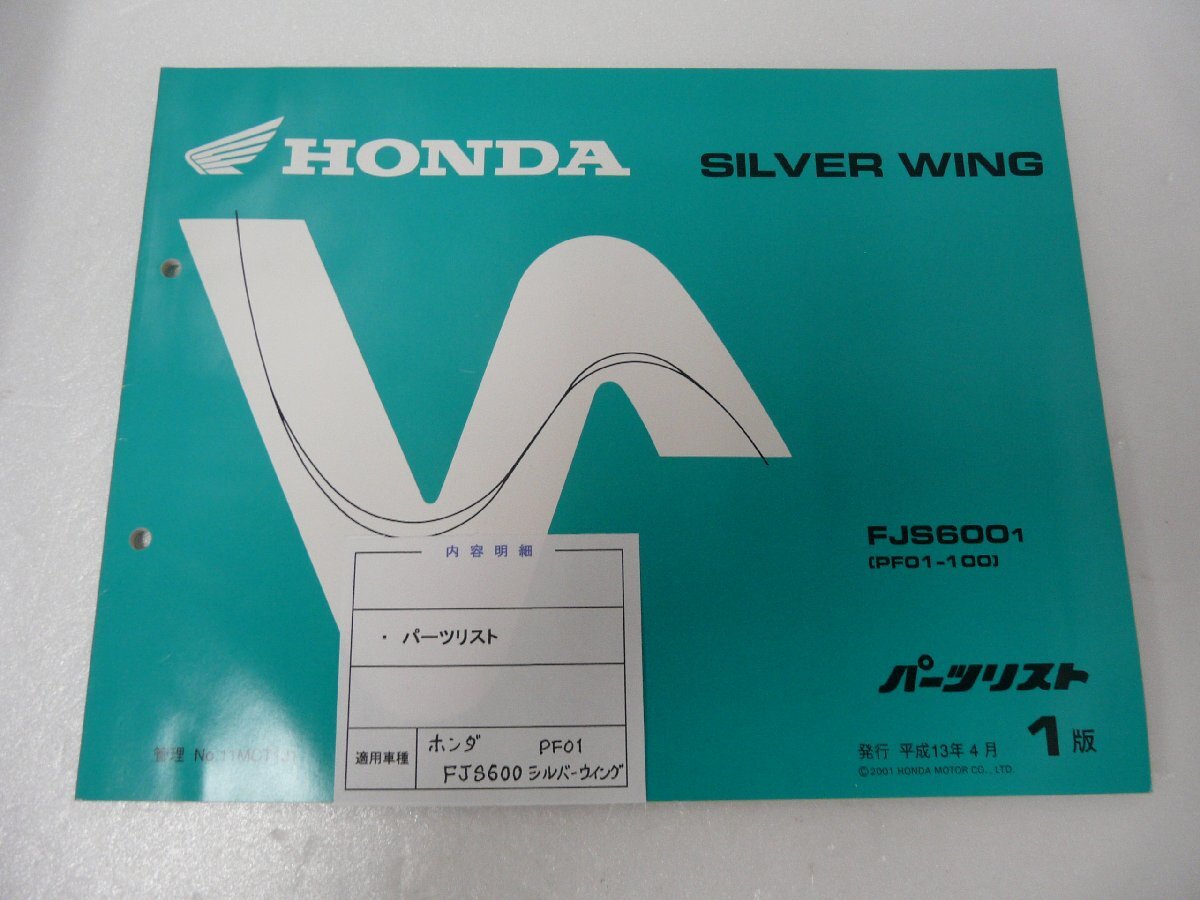 HONDA
SILVER WING
FJS6001
[PF01-100]
パーツリスト
1版
発行 平成13年4月
© 2001 HONDA MOTOR CO., LTD.
内容明細
・パーツリスト
適用車種
ホンダ PF01
FJS600 シルバーウイング
管理